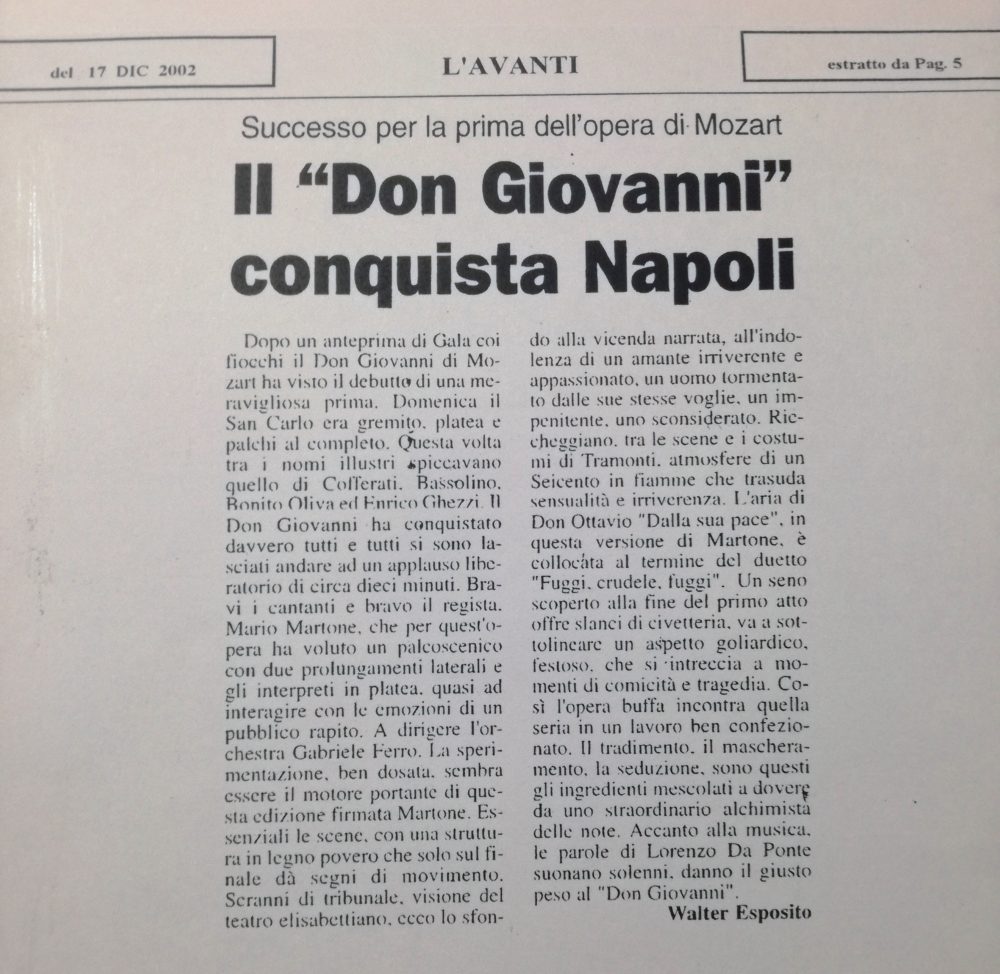 del 17 DIC 2002
L'AVANTI
estratto da Pag. 5
Successo per la prima dell'opera di Mozart
Il “Don Giovanni”
conquista Napoli
Dopo un anteprima di Gala coi
fiocchi il Don Giovanni di Mo-
zart ha visto il debutto di una me-
ravigliosa prima. Domenica il
San Carlo era gremito, platea e
palchi al completo. Questa volta
tra i nomi illustri spiccavano
quello di Cofferati, Bassolino,
Bonito Oliva ed Enrico Ghezzi. Il
Don Giovanni ha conquistato
davvero tutti e tutti si sono la-
sciati andare ad un applauso libe-
ratorio di circa dieci minuti. Bra-
vi i cantanti e bravo il regista,
Mario Martone, che per quest'o-
pera ha voluto un palcoscenico
con due prolungamenti laterali e
gli interpreti in platea, quasi ad
interagire con le emozioni di un
pubblico rapito. A dirigere l'or-
chestra Gabriele Ferro. La speri-
mentazione, ben dosata, sembra
essere il motore portante di que-
sta edizione firmata Martone. Es-
senziali le scene, con una struttu-
ra in legno povero che solo sul fi-
nale dà segni di movimento.
Scranni di tribunale, visione del
teatro elisabettiano, ecco lo sfon-
do alla vicenda narrata, all'indo-
lenza di un amante irriverente e
appassionato, un uomo tormenta-
to dalle sue stesse voglie, un im-
penitente, uno sconsiderato. Rie-
cheggiano, tra le scene e i costu-
mi di Tramonti, atmosfere di un
Seicento in fiamme che trasuda
sensualità e irriverenza. L'aria di
Don Ottavio "Dalla sua pace", in
questa versione di Martone, è
collocata al termine del duetto
"Fuggi, crudele, fuggi". Un seno
scoperto alla fine del primo atto
offre slanci di civetteria, va a sot-
tolineare un aspetto goliardico,
festoso, che si intreccia a mo-
menti di comicità e tragedia. Co-
sì l'opera buffa incontra quella
seria in un lavoro ben confezio-
nato. Il tradimento, il maschera-
mento, la seduzione, sono questi
gli ingredienti mescolati a dovere
da uno straordinario alchimista
delle note. Accanto alla musica,
le parole di Lorenzo Da Ponte
suonano solenni, danno il giusto
peso al "Don Giovanni".
Walter Esposito